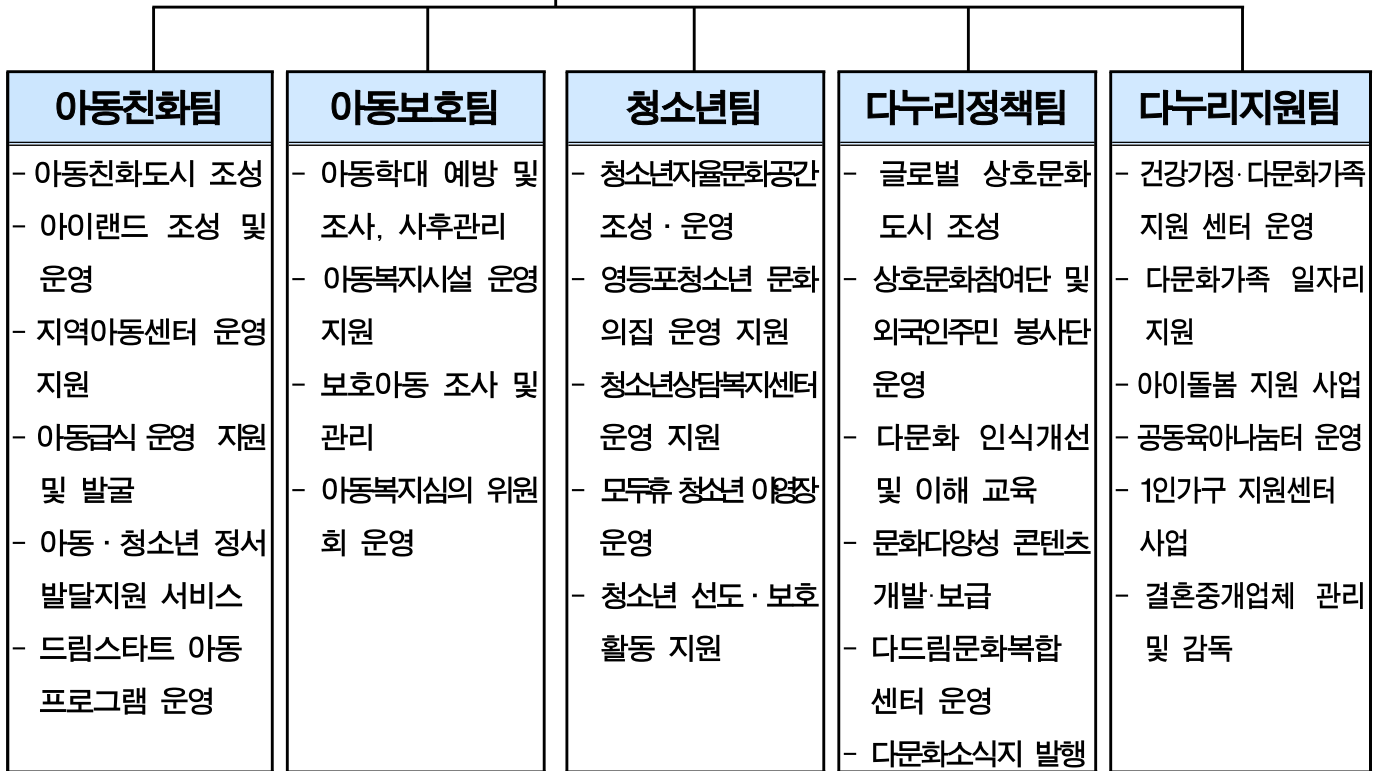 아동친화팀
- 아동친화도시 조성
- 아이랜드 조성 및
운영
- 지역아동센터 운영
지원
- 아동급식 운영 지원
및 발굴
- 아동 · 청소년 정서
발달지원 서비스
- 드림스타트 아동
프로그램 운영
아동보호팀
- 아동학대 예방 및
조사, 사후관리
- 아동복지시설 운영
지원
- 보호아동 조사 및
관리
- 아동복지심의 위원
회 운영
청소년팀
- 청소년자율문화공간
조성 · 운영
- 영등포청소년 문화
의집 운영 지원
- 청소년상담복지센터
운영 지원
- 모두휴 청소년 야영장
운영
- 청소년 선도 · 보호
활동 지원
다누리정책팀
- 글로벌 상호문화
도시 조성
- 상호문화참여단 및
외국인주민 봉사단
운영
- 다문화 인식개선
및 이해 교육
- 문화다양성 콘텐츠
개발·보급
- 다드림문화복합
센터 운영
- 다문화소식지 발행
다누리지원팀
- 건강가정·다문화가족
지원 센터 운영
- 다문화가족 일자리
지원
- 아이돌봄 지원 사업
- 공동육아나눔터 운영
- 1인가구 지원센터
사업
- 결혼중개업체 관리
및 감독